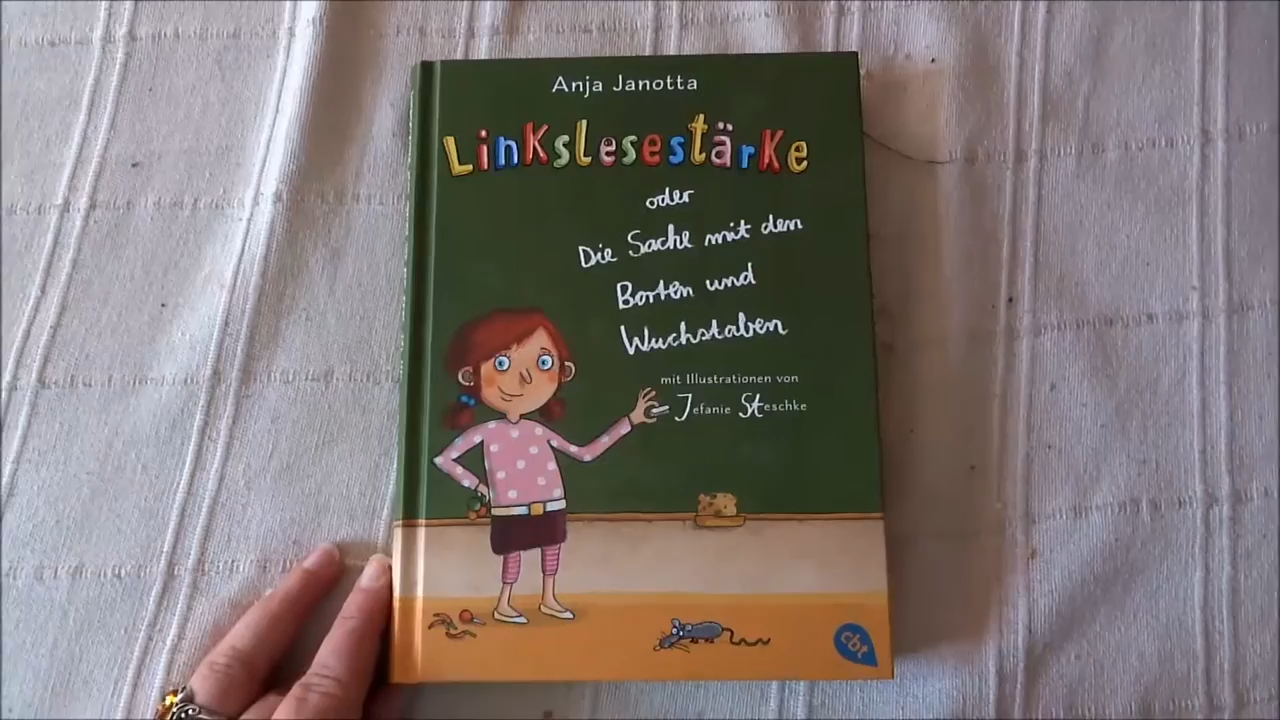 Anja Janotta
Linkslesestärke
oder
Die Sache mit den
Borten und
Wuchstaben
mit Illustrationen von
Jefanie Steschke
cbt